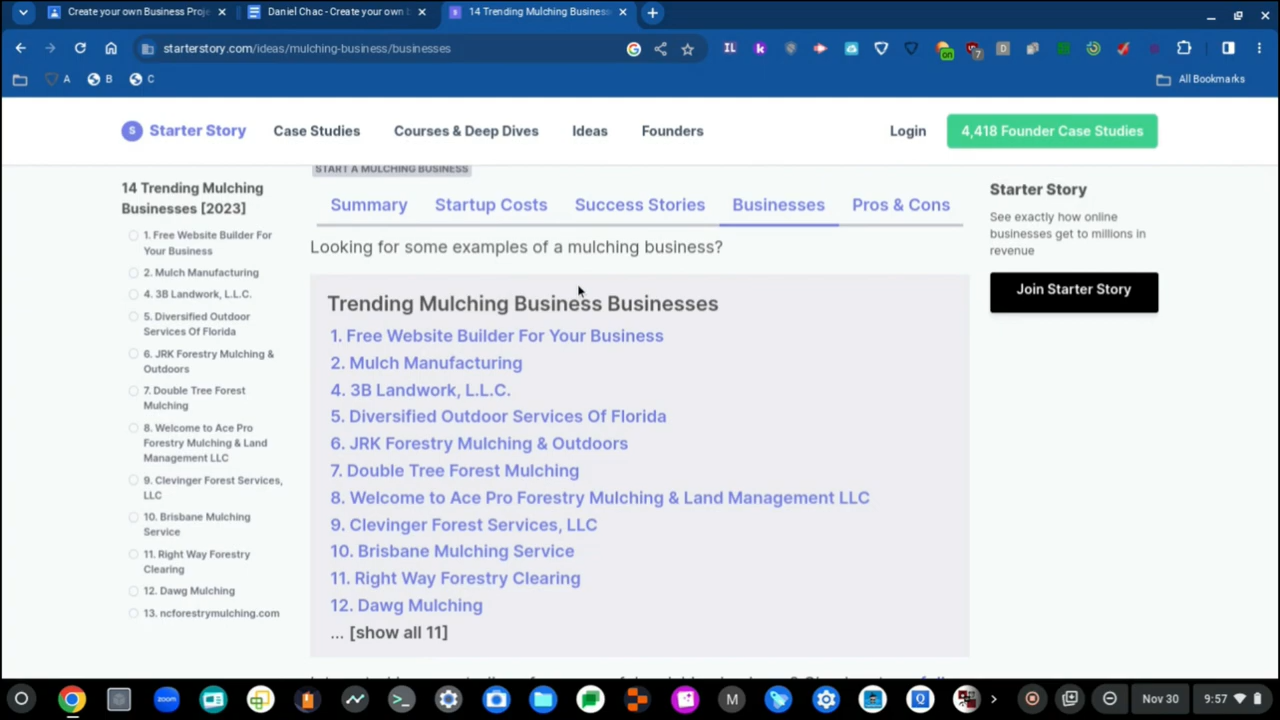 Create your own Business Proje
Daniel Chac - Create your own b
14 Trending Mulching Business
starterstory.com/ideas/mulching-business/businesses
A
B
C
All Bookmarks
S Starter Story
Case Studies
Courses & Deep Dives
Ideas
Founders
Login
4,418 Founder Case Studies
START A MULCHING BUSINESS
Summary
Startup Costs
Success Stories
Businesses
Pros & Cons
14 Trending Mulching
Businesses [2023]
1. Free Website Builder For
Your Business
2. Mulch Manufacturing
4. 3B Landwork, L.L.C.
5. Diversified Outdoor
Services Of Florida
6. JRK Forestry Mulching &
Outdoors
7. Double Tree Forest
Mulching
8. Welcome to Ace Pro
Forestry Mulching & Land
Management LLC
9. Clevinger Forest Services,
LLC
10. Brisbane Mulching
Service
11. Right Way Forestry
Clearing
12. Dawg Mulching
13. ncforestrymulching.com
Looking for some examples of a mulching business?
Trending Mulching Business Businesses
1. Free Website Builder For Your Business
2. Mulch Manufacturing
4. 3B Landwork, L.L.C.
5. Diversified Outdoor Services Of Florida
6. JRK Forestry Mulching & Outdoors
7. Double Tree Forest Mulching
8. Welcome to Ace Pro Forestry Mulching & Land Management LLC
9. Clevinger Forest Services, LLC
10. Brisbane Mulching Service
11. Right Way Forestry Clearing
12. Dawg Mulching
... [show all 11]
Starter Story
See exactly how online
businesses get to millions in
revenue
Join Starter Story
zoom
M
Nov 30
9:57